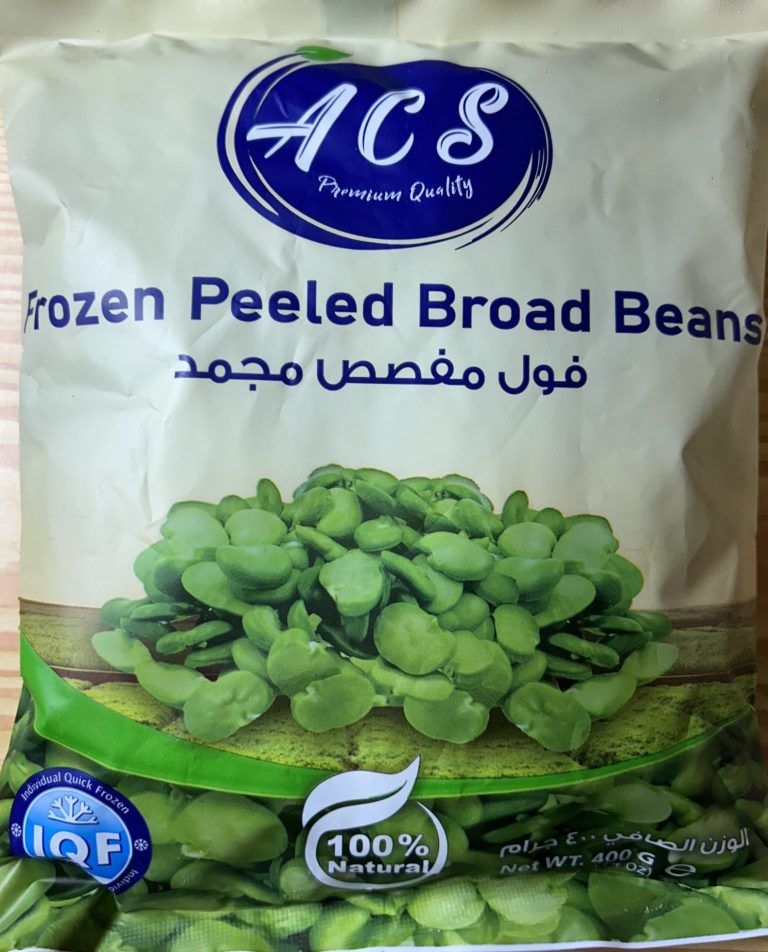 ACS
Premium Quality
Frozen Peeled Broad Beans
فول مفصص مجمد
Individual Quick Frozen
IQF
100%
Natural
الوزن الصافي ٤٠٠ جرام
Net WT. 400 G
OZ)